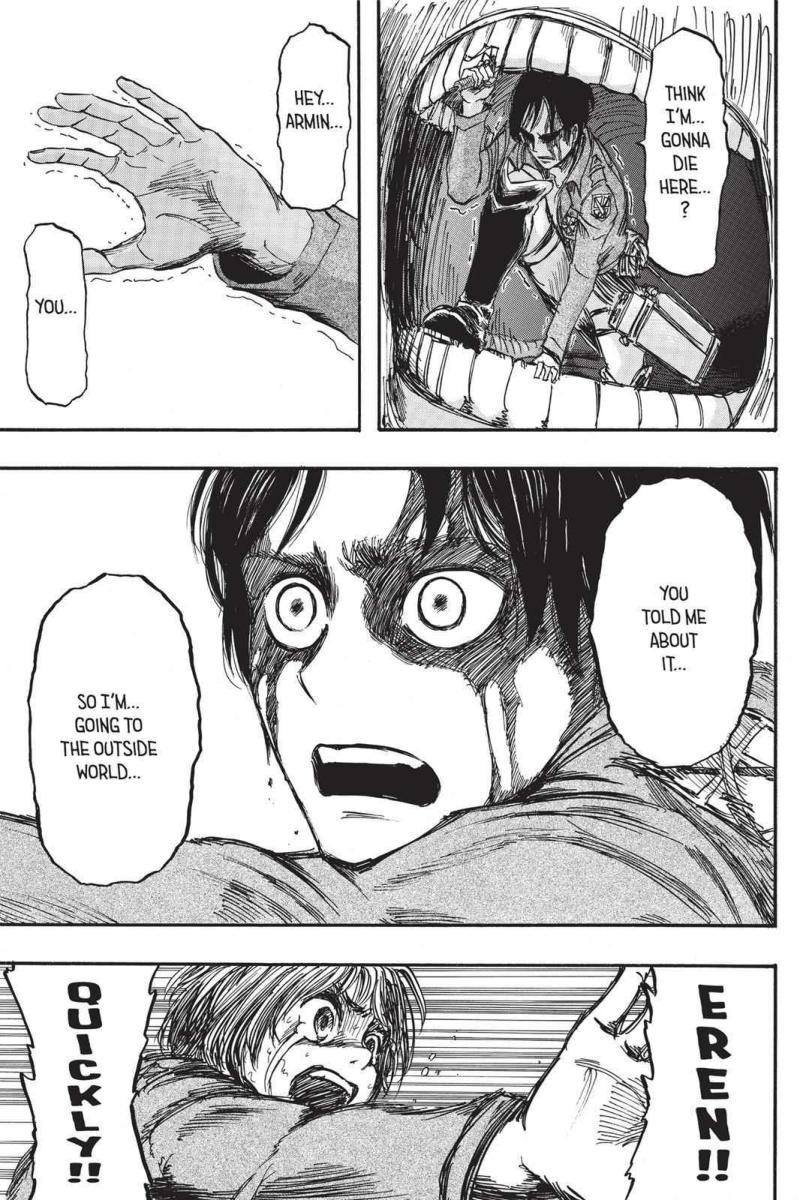 THINK
I'M...
GONNA
DIE
HERE...
?
HEY...
ARMIN...
YOU...
YOU
TOLD ME
ABOUT
IT...
SO I'M...
GOING TO
THE OUTSIDE
WORLD...
EREN!!
QUICKLY!!